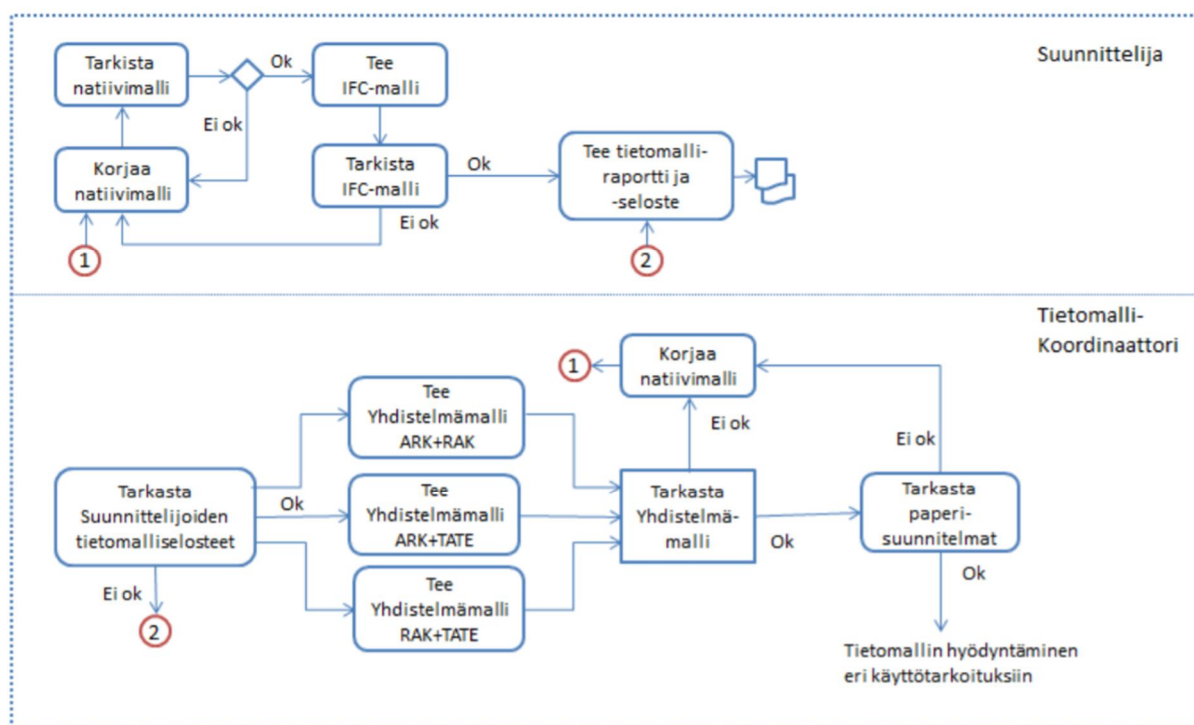 Suunnittelija
Tarkista
natiivimalli
Ok
Tee
IFC-malli
Ei ok
Korjaa
natiivimalli
Tarkista
IFC-malli
Ok
Tee tietomalli-
raportti ja
-seloste
Ei ok
1
2
Tietomalli-
Koordinaattori
1
Korjaa
natiivimalli
Tee
Yhdistelmämalli
ARK+RAK
Ei ok
Ei ok
Tarkasta
Suunnittelijoiden
tietomalliselosteet
Ok
Tee
Yhdistelmämalli
ARK+TATE
Tarkasta
Yhdistelmä-
malli
Ok
Tarkasta
paperi-
suunnitelmat
Ei ok
2
Tee
Yhdistelmämalli
RAK+TATE
Ok
Tietomallin hyödyntäminen
eri käyttötarkoituksiin